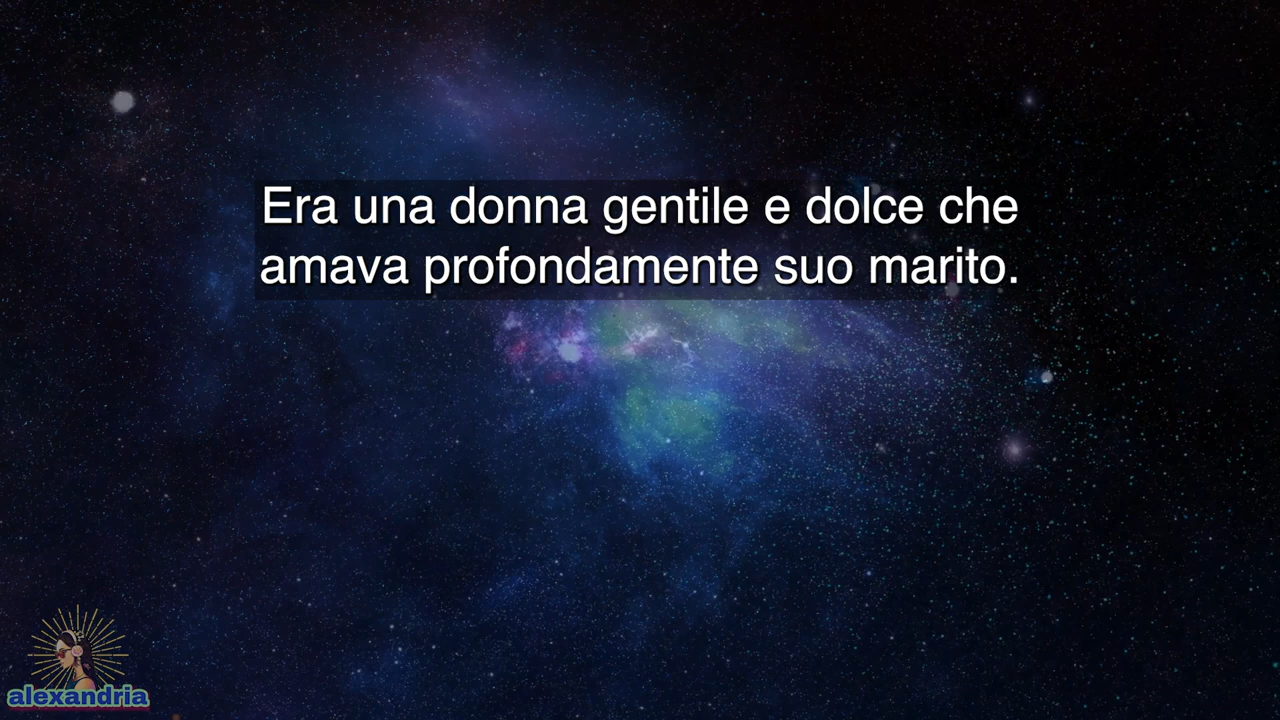 Era una donna gentile e dolce che
amava profondamente suo marito.
alexandria